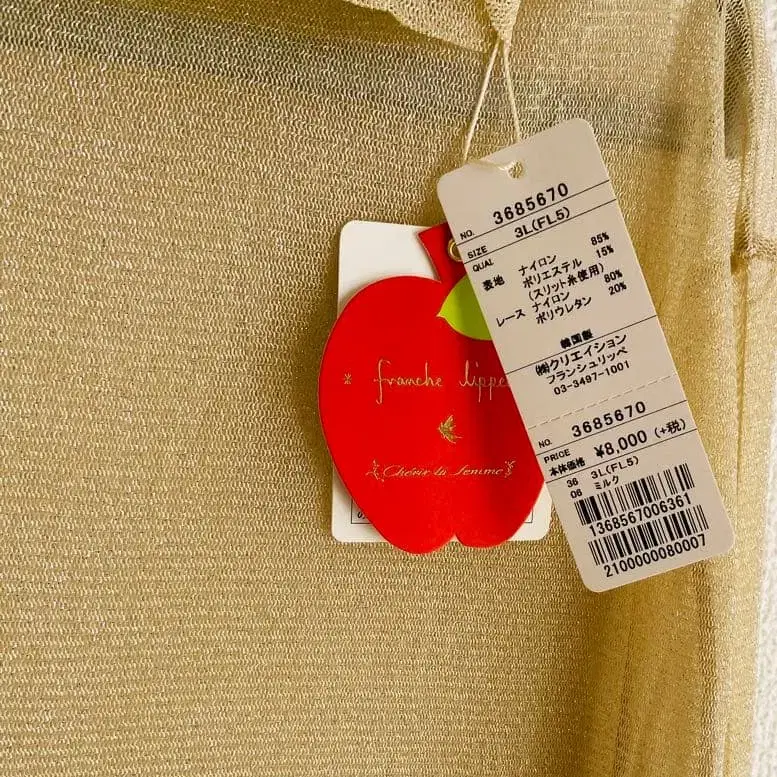 NO. 3685670
SIZE 3L(FL5)
QUAL
表地 ナイロン 85%
ポリエステル 15%
(スリット糸使用)
レース ナイロン 80%
ポリウレタン 20%
韓国製
㈱クリエイション
フランシュリッペ
03-3497-1001
NO. 3685670
PRICE
本体価格 ¥8,000 (+税)
36 3L(FL5)
06 ミルク
1368567006361
2100000080007
franche lippe
Chérir la femme